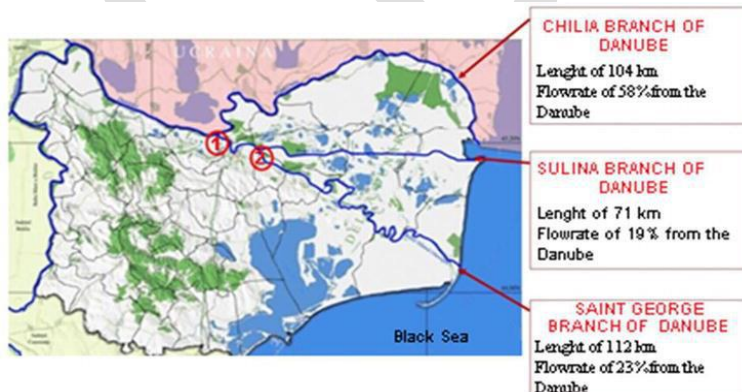 CHILIA BRANCH OF
DANUBE
Lenght of 104 km
Flowrate of 58%from the
Danube
UCRAINA
1
2
SULINA BRANCH OF
DANUBE
Lenght of 71 km
Flowrate of 19% from the
Danube
Black Sea
SAINT GEORGE
BRANCH OF DANUBE
Lenght of 112 km
Flowrate of 23%from the
Danube